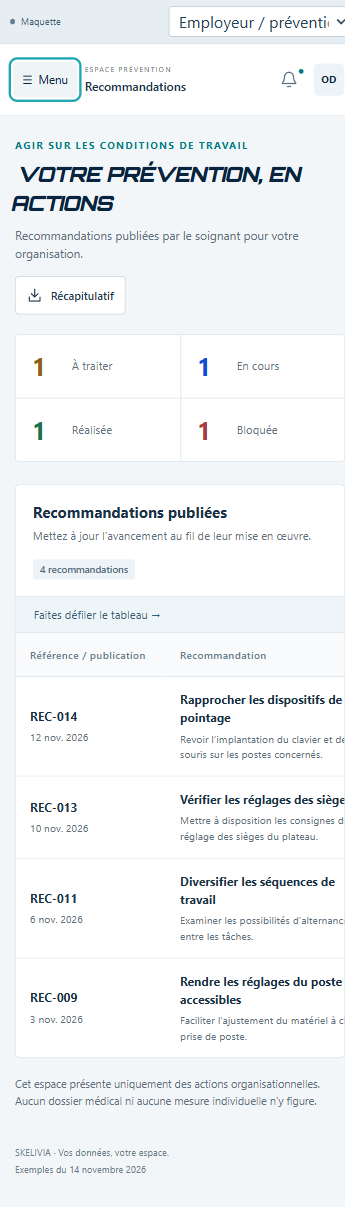 Maquette
Employeur / préventi
Menu
ESPACE PRÉVENTION
Recommandations
OD
AGIR SUR LES CONDITIONS DE TRAVAIL
VOTRE PRÉVENTION, EN
ACTIONS
Recommandations publiées par le soignant pour votre
organisation.
Récapitulatif
1 À traiter
1 En cours
1 Réalisée
1 Bloquée
Recommandations publiées
Mettez à jour l'avancement au fil de leur mise en œuvre.
4 recommandations
Faites défiler le tableau →
Référence / publication
Recommandation
REC-014
12 nov. 2026
Rapprocher les dispositifs de
pointage
Revoir l'implantation du clavier et de
souris sur les postes concernés.
REC-013
10 nov. 2026
Vérifier les réglages des siège
Mettre à disposition les consignes d
réglage des sièges du plateau.
REC-011
6 nov. 2026
Diversifier les séquences de
travail
Examiner les possibilités d'alternanc
entre les tâches.
REC-009
3 nov. 2026
Rendre les réglages du poste
accessibles
Faciliter l'ajustement du matériel à c
prise de poste.
Cet espace présente uniquement des actions organisationnelles.
Aucun dossier médical ni aucune mesure individuelle n'y figure.
SKELIVIA · Vos données, votre espace.
Exemples du 14 novembre 2026